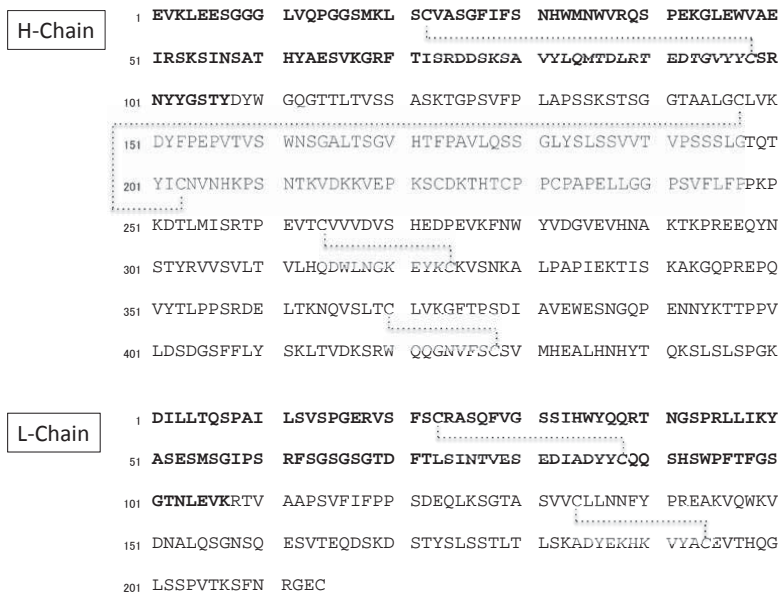 H-Chain
1 EVKLEESGGG LVQPGGSMKL SCVASGFIFS NHWMNWVRQS PEKGLEWVAE
51 IRSKSINSAT HYAESVKGRF TISRDDSKSA VYLQMTDLRT EDTGVYYCSR
101 NYYGSTYDYW GQGTTLTVSS ASKTGPSVFP LAPSSKSTSG GTAALGCLVK
151 DYFPEPVTVS WNSGALTSGV HTFPAVLQSS GLYSLSSVVT VPSSSLGTQT
201 YICNVNHKPS NTKVDKKVEP KSCDKTHTCP PCPAPELLGG PSVFLFPPKP
251 KDTLMISRTP EVTCVVVDVS HEDPEVKFNW YVDGVEVHNA KTKPREEQYN
301 STYRVVSVLT VLHQDWLNGK EYKCKVSNKA LPAPIEKTIS KAKGQPREPQ
351 VYTLPPSRDE LTKNQVSLTC LVKGFTPSDI AVEWESNGQP ENNYKTTPPV
401 LDSDGSFFLY SKLTVDKSRW QQGNVFSCSV MHEALHNHYT QKSLSLSPGK
L-Chain
1 DILLTQSPAI LSVSPGERVS FSCRASQFVG SSIHWYQQRT NGSPRLLIKY
51 ASESMSGIPS RFSGSGSGTD FTLSINTVES EDIADYYCQQ SHSWPFTFGS
101 GTNLEVKRTV AAPSVFIFPP SDEQLKSGTA SVVCLLNNFY PREAKVQWKV
151 DNALQSGNSQ ESVTEQDSKD STYSLSSTLT LSKADYEKHK VYACEVTHQG
201 LSSPVTKSFN RGEC